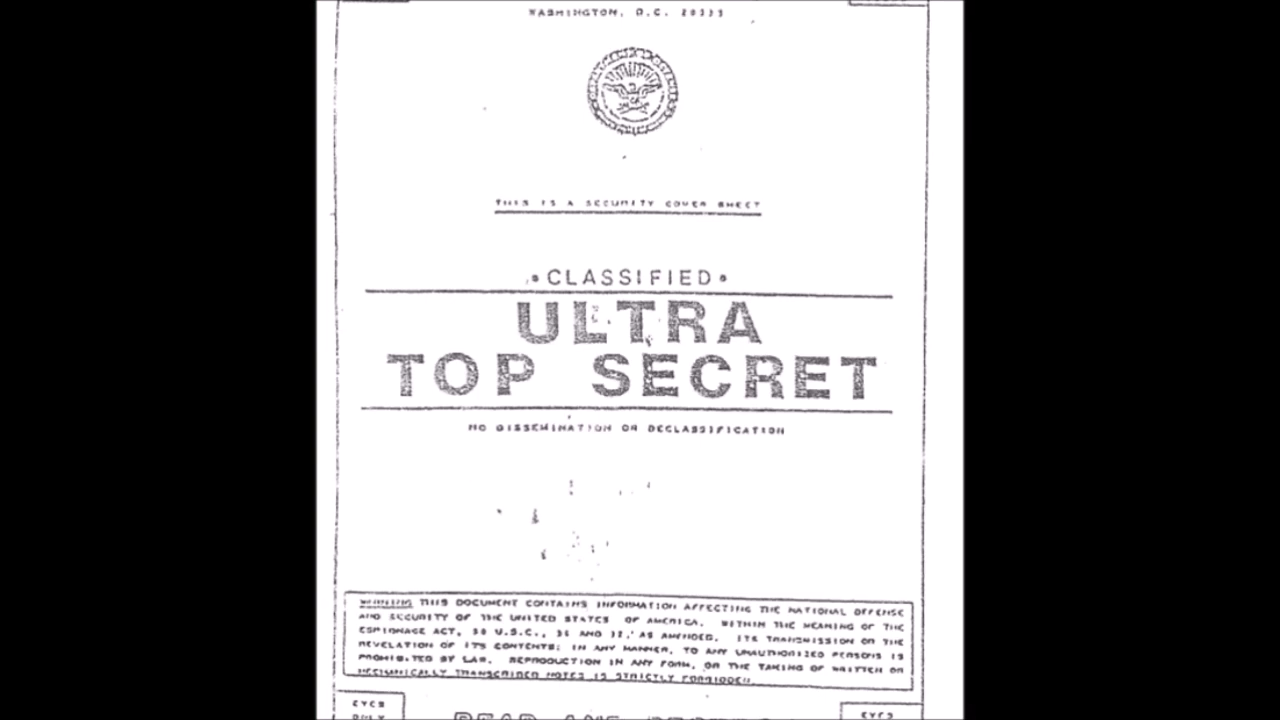 WASHINGTON, D.C. 20333
THIS IS A SECURITY COVER SHEET
•CLASSIFIED•
ULTRA
TOP SECRET
NO DISSEMINATION OR DECLASSIFICATION
WARNING THIS DOCUMENT CONTAINS INFORMATION AFFECTING THE NATIONAL DEFENSE
AND SECURITY OF THE UNITED STATES OF AMERICA. WITHIN THE MEANING OF THE
ESPIONAGE ACT, 50 U.S.C., AND AS AMENDED. ITS TRANSMISSION OR THE
REVELATION OF ITS CONTENTS; IN ANY MANNER, TO ANY UNAUTHORIZED PERSONS IS
PROHIBITED BY LAW. REPRODUCTION IN ANY FORM, OR THE TAKING OF WRITTEN OR
MECHANICALLY TRANSCRIBED NOTES IS STRICTLY FORBIDDEN.
EYES
ONLY
READ AND
EYES